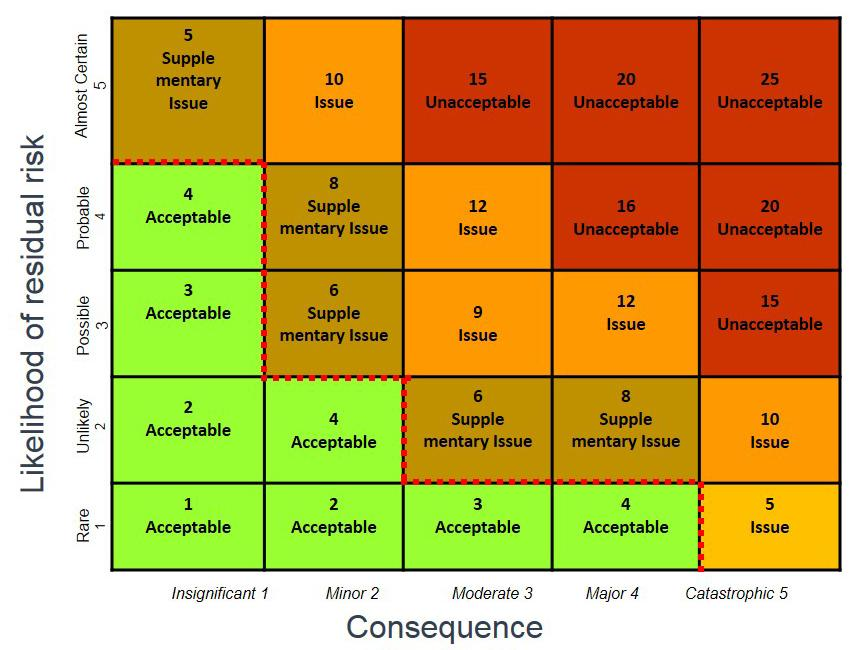 Likelihood of residual risk
Almost Certain
5
5
Supple
mentary
Issue
10
Issue
15
Unacceptable
20
Unacceptable
25
Unacceptable
Probable
4
4
Acceptable
8
Supple
mentary Issue
12
Issue
16
Unacceptable
20
Unacceptable
Possible
3
3
Acceptable
6
Supple
mentary Issue
9
Issue
12
Issue
15
Unacceptable
Unlikely
2
2
Acceptable
4
Acceptable
6
Supple
mentary Issue
8
Supple
mentary Issue
10
Issue
Rare
1
1
Acceptable
2
Acceptable
3
Acceptable
4
Acceptable
5
Issue
Insignificant 1
Minor 2
Moderate 3
Major 4
Catastrophic 5
Consequence